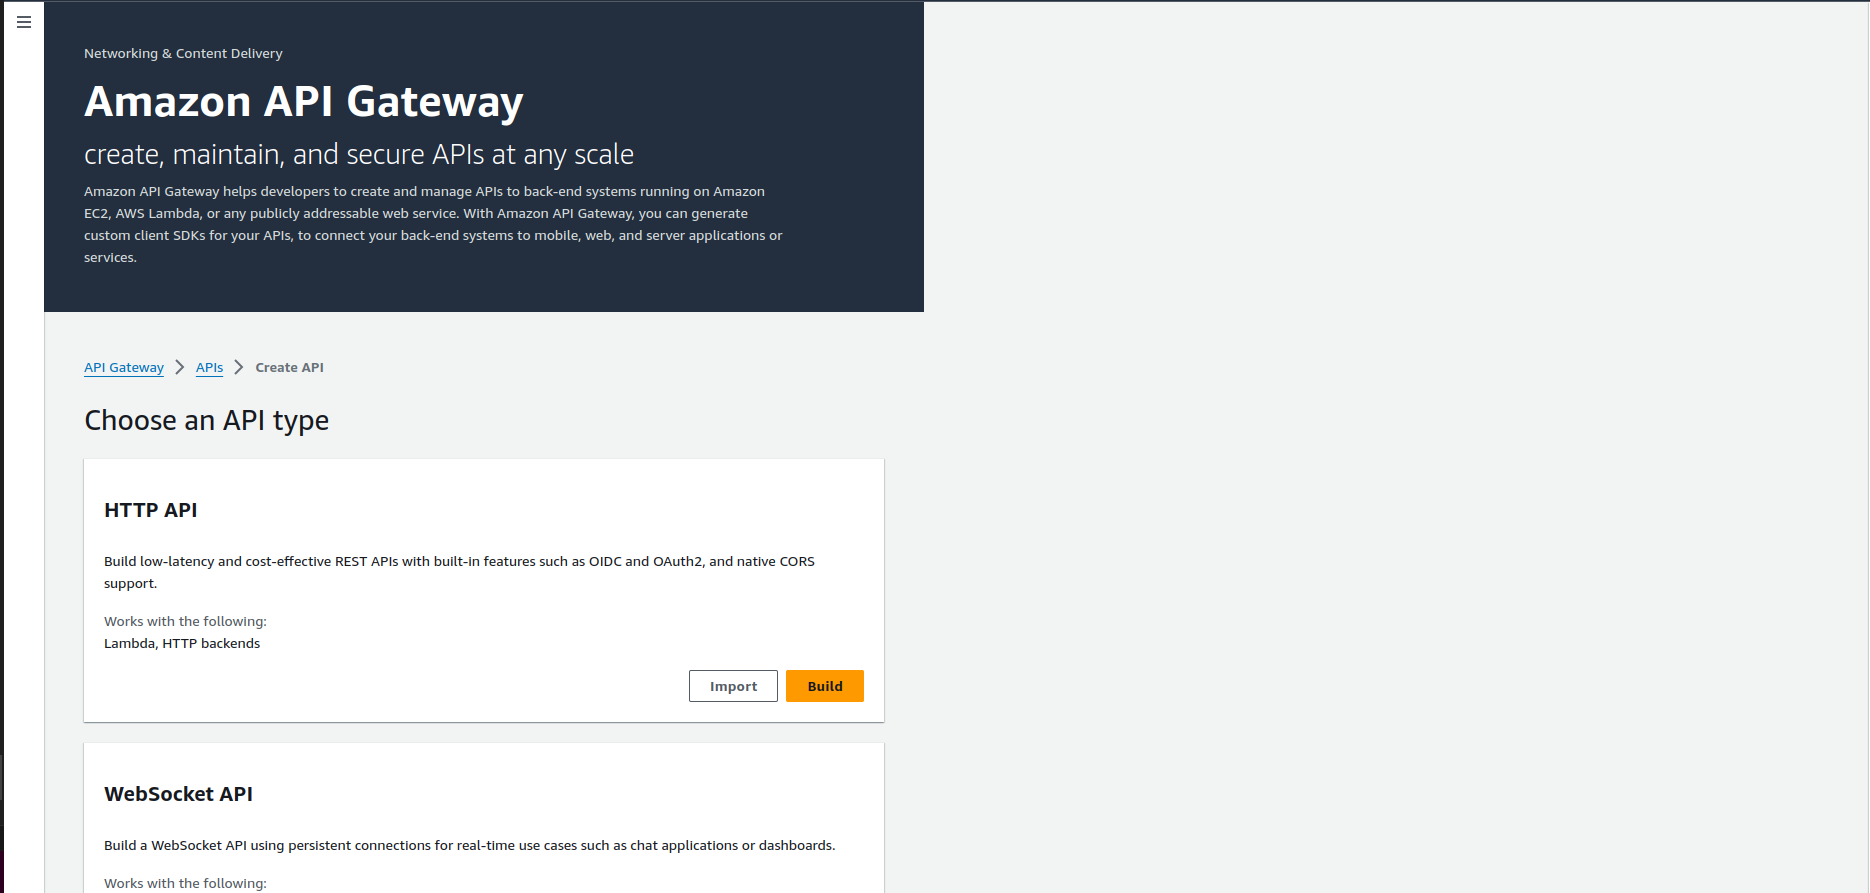 Networking & Content Delivery
Amazon API Gateway
create, maintain, and secure APIs at any scale
Amazon API Gateway helps developers to create and manage APIs to back-end systems running on Amazon
EC2, AWS Lambda, or any publicly addressable web service. With Amazon API Gateway, you can generate
custom client SDKs for your APIs, to connect your back-end systems to mobile, web, and server applications or
services.
API Gateway > APIs > Create API
Choose an API type
HTTP API
Build low-latency and cost-effective REST APIs with built-in features such as OIDC and OAuth2, and native CORS
support.
Works with the following:
Lambda, HTTP backends
Import Build
WebSocket API
Build a WebSocket API using persistent connections for real-time use cases such as chat applications or dashboards.
Works with the following: